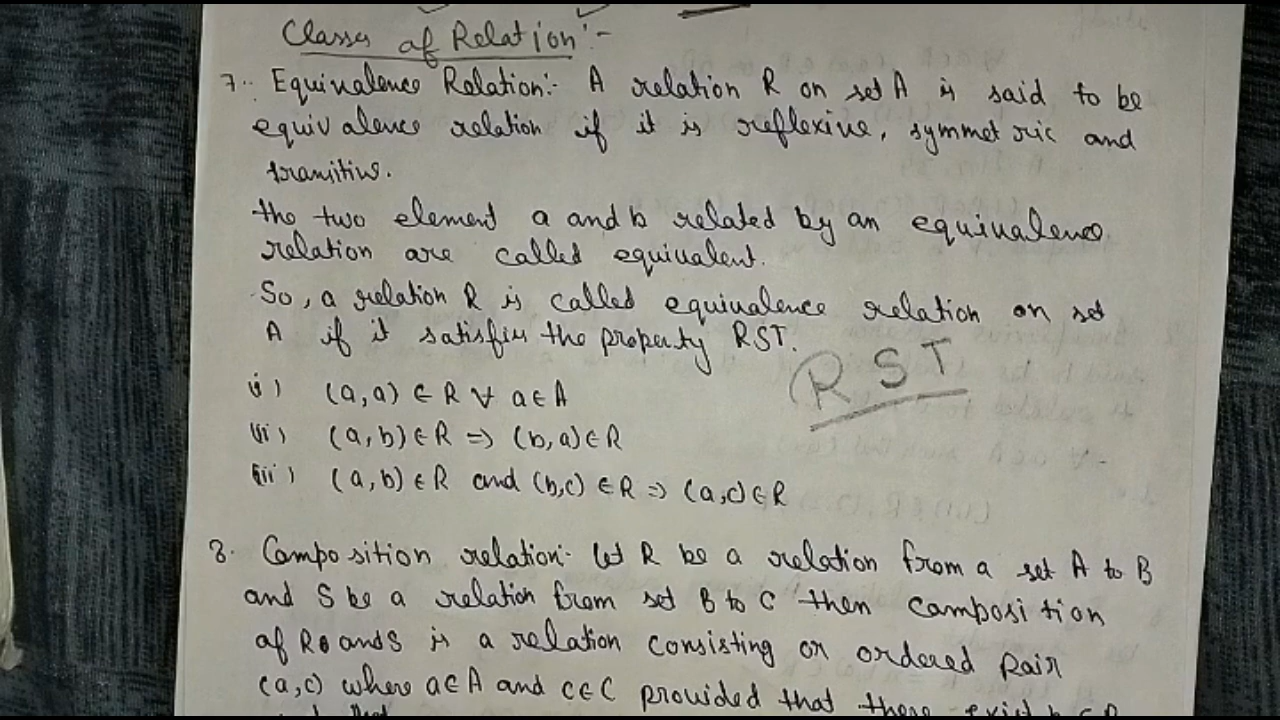 Classes of Relation:-
7.. Equivalence Relation:- A relation R on set A is said to be
equivalence relation if it is reflexive, symmetric and
transitive.
the two element a and b related by an equivalence
relation are called equivalent.
So, a relation R is called equivalence relation on set
A if it satisfies the property RST.
RST
i) (a,a) ∈ R ∀ a ∈ A
(ii) (a,b) ∈ R => (b,a) ∈ R
(iii) (a,b) ∈ R and (b,c) ∈ R => (a,c) ∈ R
8. Composition relation:- let R be a relation from a set A to B
and S be a relation from set B to C then composition
of R and S is a relation consisting or ordered Pair
(a,c) where a ∈ A and c ∈ C provided that there exist b ∈ B